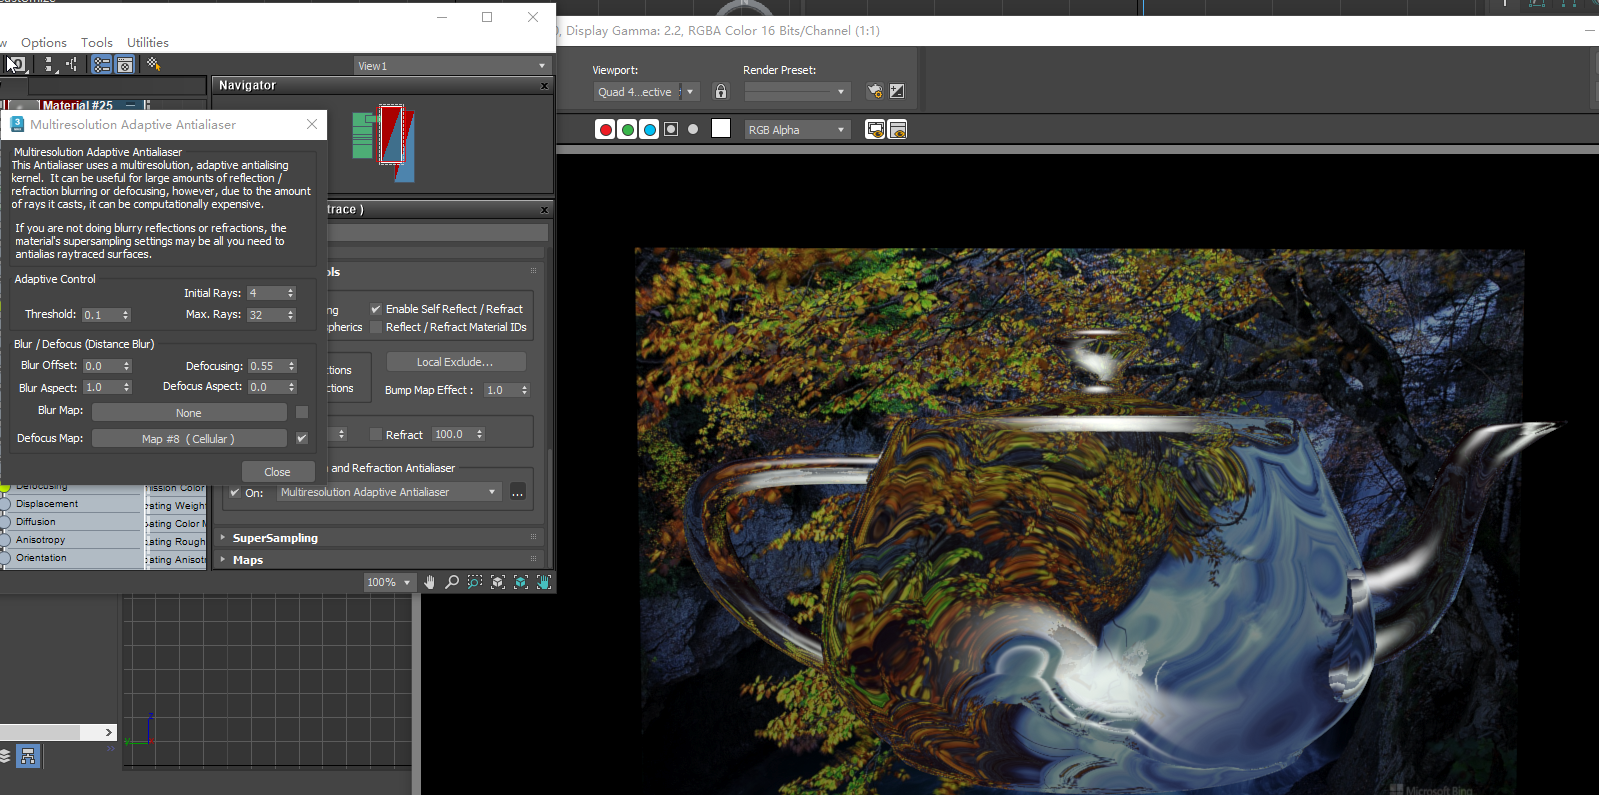 Options Tools Utilities
View1
Navigator
Material #25
Multiresolution Adaptive Antialiaser
Multiresolution Adaptive Antialiaser
This Antialiaser uses a multiresolution, adaptive antialising
kernel.  It can be useful for large amounts of reflection /
refraction blurring or defocusing, however, due to the amount
of rays it casts, it can be computationally expensive.
If you are not doing blurry reflections or refractions, the
material's supersampling settings may be all you need to
antialias raytraced surfaces.
Adaptive Control
Initial Rays: 4
Threshold: 0.1 Max. Rays: 32
Blur / Defocus (Distance Blur)
Blur Offset: 0.0 Defocusing: 0.55
Blur Aspect: 1.0 Defocus Aspect: 0.0
Blur Map: None
Defocus Map: Map #8  ( Cellular )
Close
trace )
ols
ng Enable Self Reflect / Refract
spherics Reflect / Refract Material IDs
ctions Local Exclude...
ctions Bump Map Effect : 1.0
Refract 100.0
and Refraction Antialiaser
On: Multiresolution Adaptive Antialiaser ...
SuperSampling
Maps
Defocusing
Displacement
Diffusion
Anisotropy
Orientation
ission Color
ating Weight
ating Color M
ating Rough
ating Anisot
100%
z
), Display Gamma: 2.2, RGBA Color 16 Bits/Channel (1:1)
Viewport: Render Preset:
Quad 4...ective
RGB Alpha
Microsoft Bing